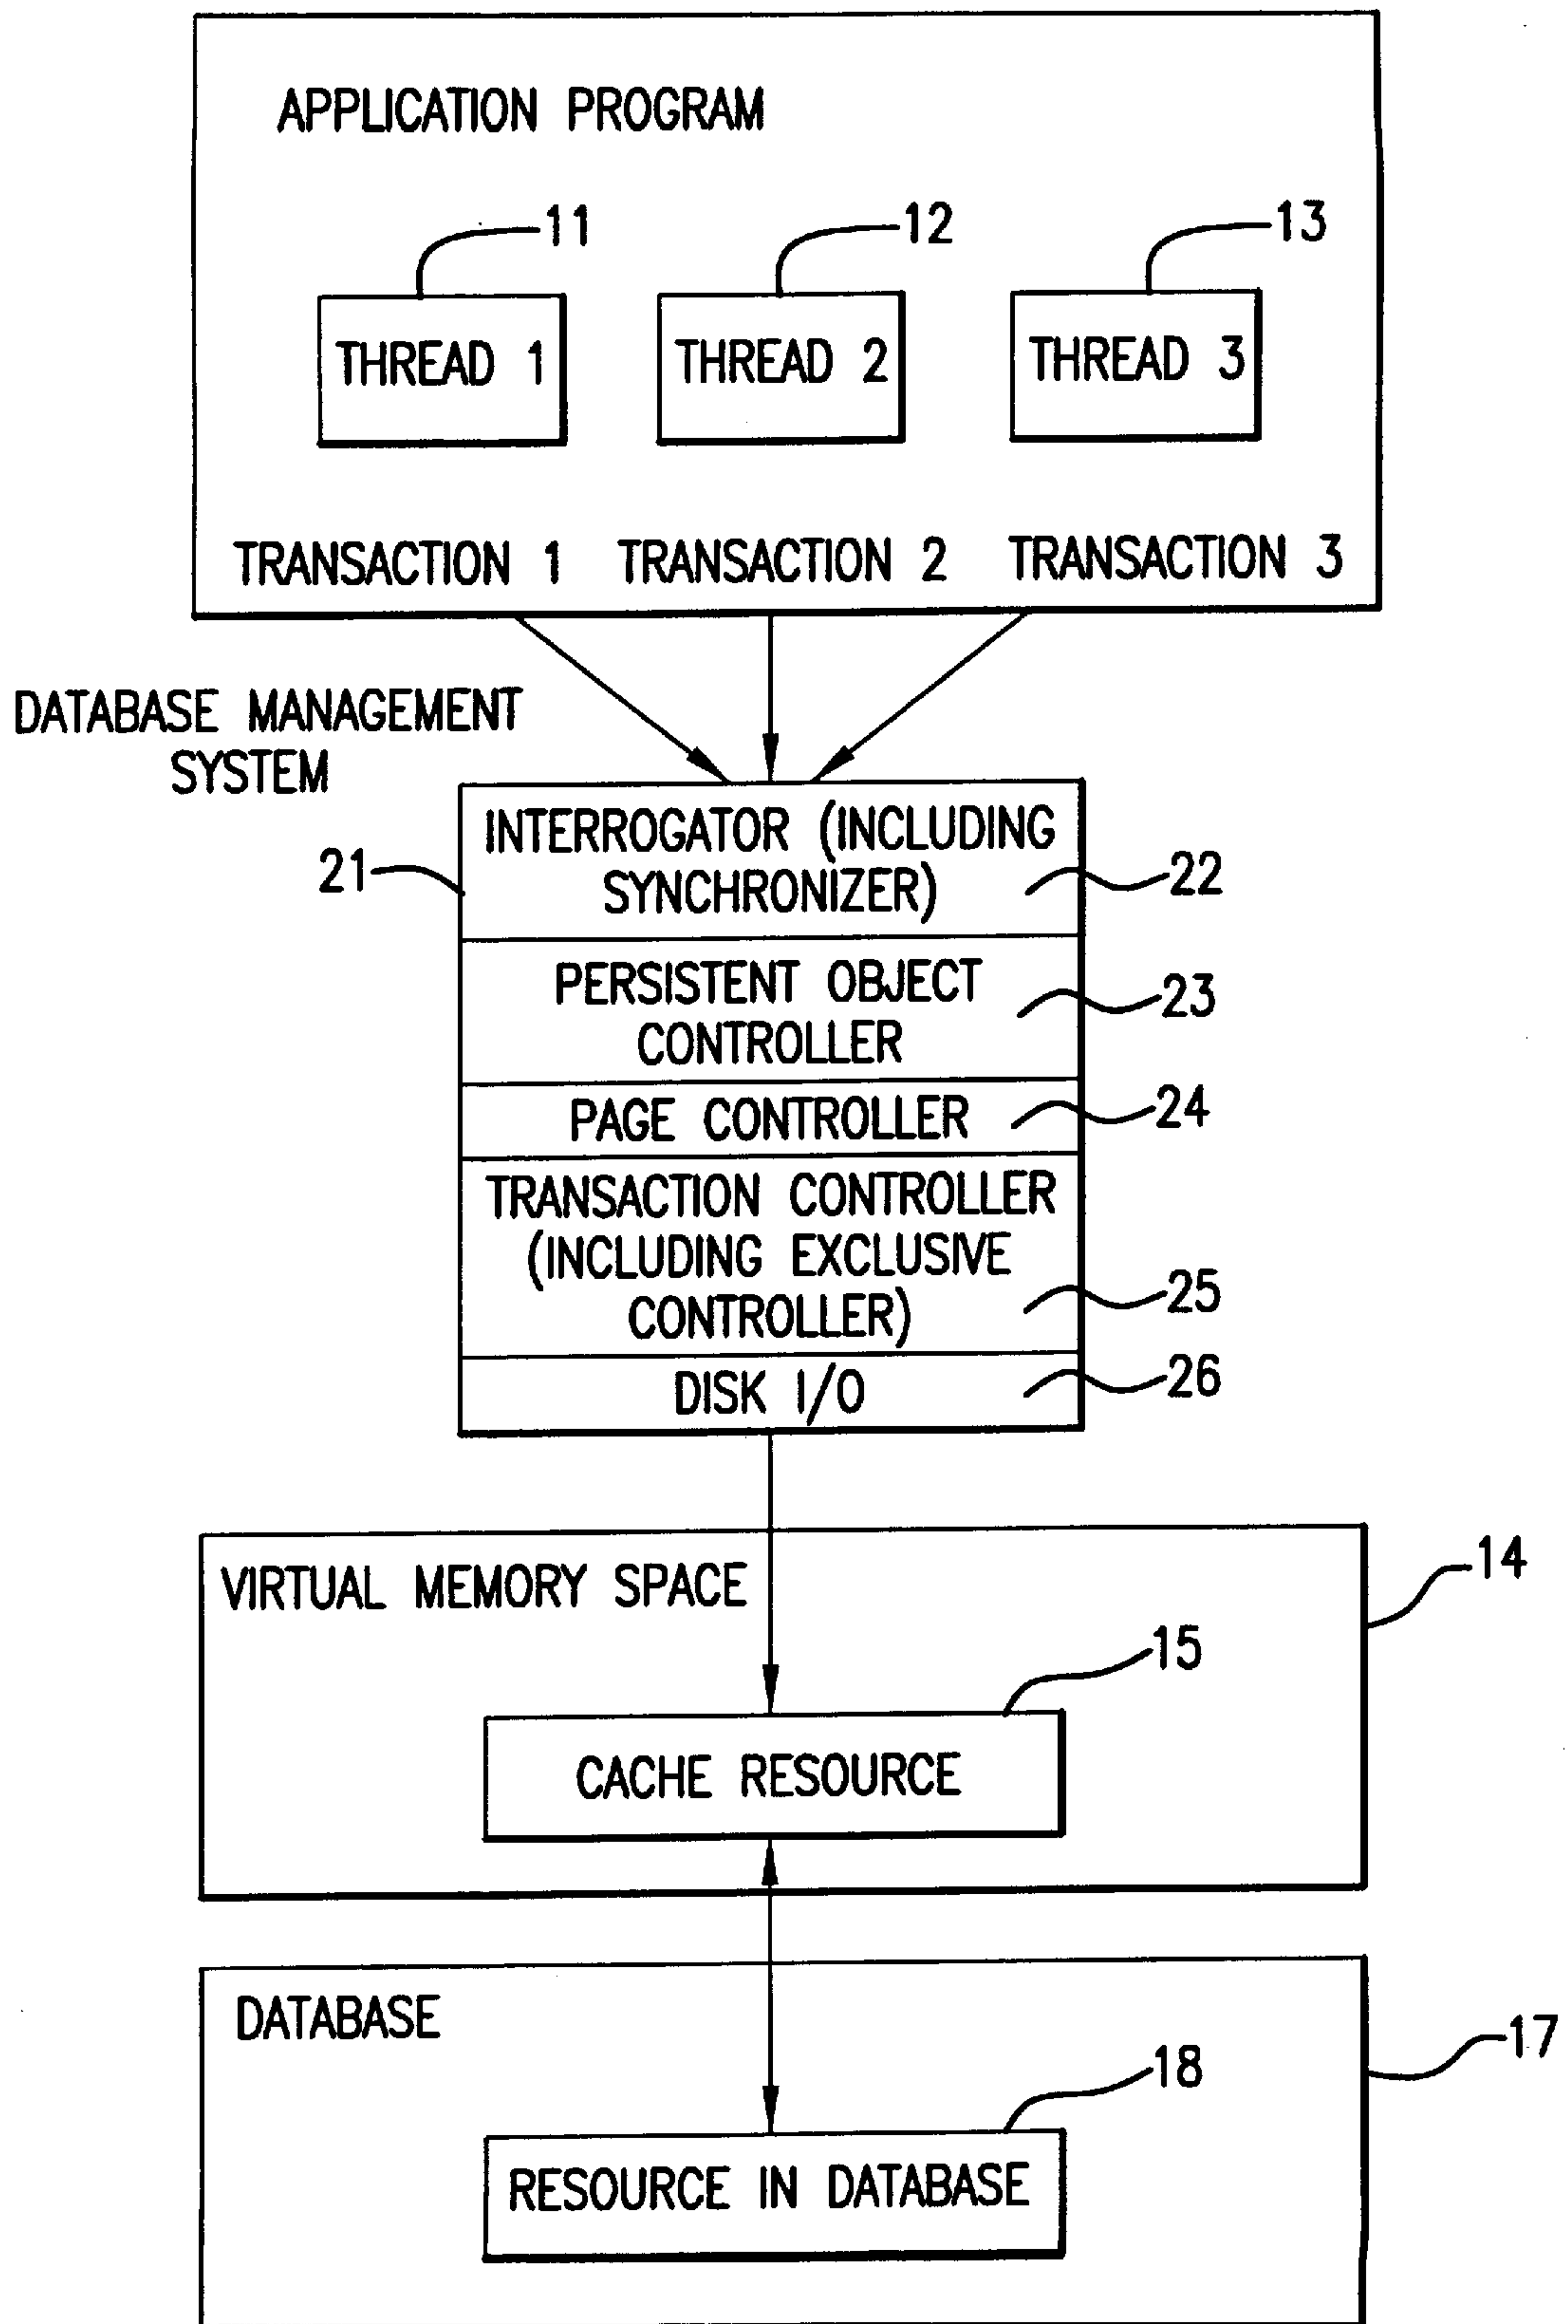 APPLICATION PROGRAM
11
12
13
THREAD 1
THREAD 2
THREAD 3
TRANSACTION 1
TRANSACTION 2
TRANSACTION 3
DATABASE MANAGEMENT
SYSTEM
21
INTERROGATOR (INCLUDING
SYNCHRONIZER)
22
PERSISTENT OBJECT
CONTROLLER
23
PAGE CONTROLLER
24
TRANSACTION CONTROLLER
(INCLUDING EXCLUSIVE
CONTROLLER)
25
DISK I/O
26
VIRTUAL MEMORY SPACE
14
15
CACHE RESOURCE
DATABASE
17
18
RESOURCE IN DATABASE